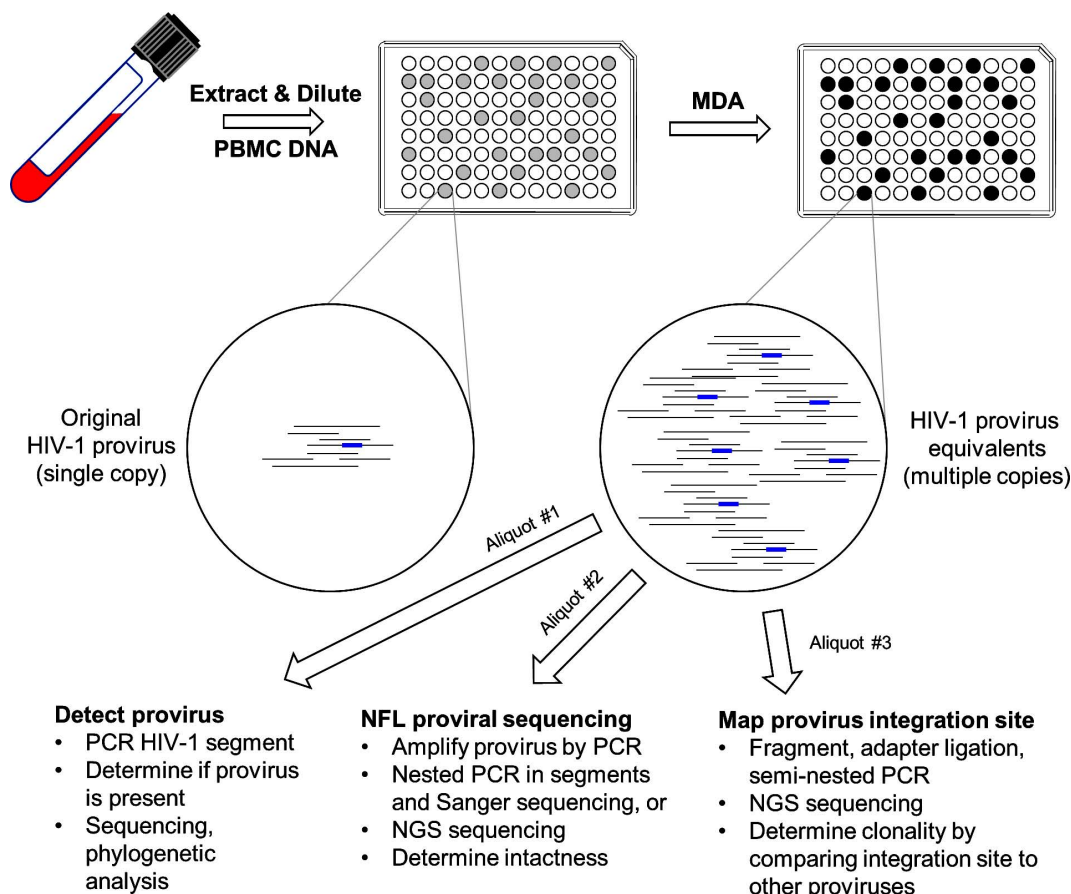 Extract & Dilute
PBMC DNA
MDA
Original
HIV-1 provirus
(single copy)
HIV-1 provirus
equivalents
(multiple copies)
Aliquot #1
Aliquot #2
Aliquot #3
Detect provirus
• PCR HIV-1 segment
• Determine if provirus
is present
• Sequencing,
phylogenetic
analysis
NFL proviral sequencing
• Amplify provirus by PCR
• Nested PCR in segments
and Sanger sequencing, or
• NGS sequencing
• Determine intactness
Map provirus integration site
• Fragment, adapter ligation,
semi-nested PCR
• NGS sequencing
• Determine clonality by
comparing integration site to
other proviruses